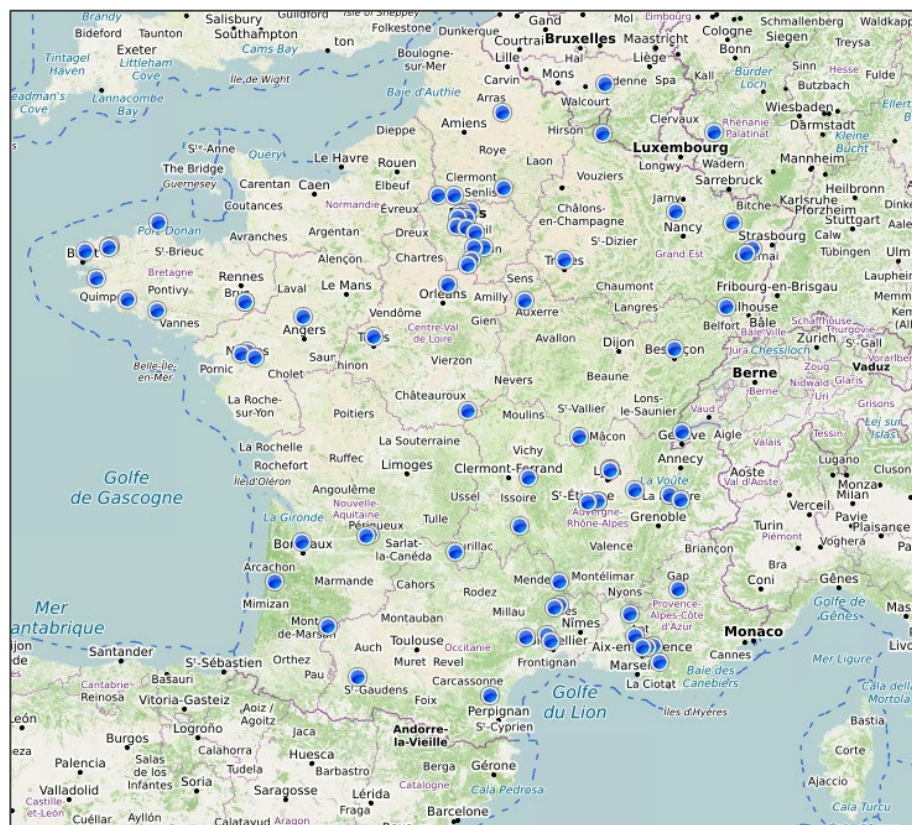 Brandy
Bideford
Taunton
Salisbury
Southampton
Guildford
Isle of Sheppey
Folkestone
Dunkerque
Gand
Mol
Limbourg
Cologne
Bonn
Schmallenberg
Siegen
Waldkapp
Treysa
Exeter
Cams Bay
ton
Boulogne-
sur-Mer
Courtrai
Bruxelles
Maastricht
Tintagel
Haven
Littleham
Cove
Île de Wight
Lille
Hal
Liège
Carvin
Mons
Spa
Kall
Bürder
Loch
Sinn
Hesse
Fulde
Butzbach
eadman's
Cove
Lannacombe
Bay
Baie d'Authie
Arras
Walcourt
Wiesbaden
Darmstadt
Amiens
Hirson
Clervaux
Rhénanie-
Palatinat
Kleine
Bucht
Dieppe
Sᵗᵉ-Anne
Quéry
Roye
Laon
Luxembourg
Longwy
Wadern
Mannheim
The Bridge
Guernesey
Le Havre
Rouen
Elbeuf
Clermont
Senlis
Vouziers
Sarrebruck
Heilbronn
Carentan
Caen
Coutances
Normandie
Évreux
Jarny
Bitche
Karlsruhe
Pforzheim
Stuttgart
Châlons-
en-Champagne
Nancy
Avranches
Argentan
Dreux
Sᵗ-Dizier
Strasbourg
Calw
Tübingen
Sᵗ-Brieuc
Alençon
Chartres
Grand Est
Bretagne
Rennes
Laval
Le Mans
Sens
Chaumont
Fribourg-en-Brisgau
Pontivy
Orléans
Amilly
Langres
Vannes
Vendôme
Auxerre
Gien
Belfort
Bâle
Schaffhouse
Thurgovie
Angers
Centre-Val
de Loire
Avallon
Dijon
Bâle-Ville
Zurich
Sᵗ-Gall
Belle-Île-
en-Mer
Pornic
Cholet
Vierzon
Beaune
Jura
Chessiloch
Vorarlberg
Berne
Zoug
Vaduz
Nidwald
Glaris
Berne
Uri
Grisons
Nevers
La Roche-
sur-Yon
Poitiers
Châteauroux
Moulins
Sᵗ-Vallier
Lons-
le-Saunier
Vaud
Tessin
La Rochelle
La Souterraine
Mâcon
Genève
Aigle
Valais
Golfe
de Gascogne
Rochefort
Île d'Oléron
Ruffec
Limoges
Vichy
Clermont-Ferrand
Annecy
Aoste
Val d'Aoste
Lugano
Como
Cluson
Monza
Milan
Angoulême
Ussel
Issoire
La Voûte
Verceil
Pavie
Plaisance
La Gironde
Nouvelle-
Aquitaine
Périgueux
Tulle
Auvergne-
Rhône-Alpes
Grenoble
Turin
Piémont
Voghera
Sarlat-
la-Canéda
Valence
Briançon
Bra
Arcachon
Marmande
Cahors
Rodez
Mende
Montélimar
Gap
Coni
Gênes
Mer
Mimizan
Nyons
Provence-
Alpes-Côte
d'Azur
Golfe de
Gênes
Montauban
Millau
Nîmes
Monaco
Santander
Auch
Toulouse
Occitanie
Cannes
Sᵗ-Sébastien
Orthez
Muret
Revel
Frontignan
Mer Ligure
Cantabrie-
Reinosa
Basauri
Pau
Sᵗ-Gaudens
Carcassonne
La Ciotat
Baie des
Canebiers
Vitoria-Gasteiz
Foix
Golfe
du Lion
Îles d'Hyères
León
Aoiz /
Agoitz
Perpignan
Sᵗ-Cyprien
Bastia
Burgos
Logroño
Jaca
Andorre-
la-Vieille
Calahorra
Huesca
Berga
Gérone
Corte
Palencia
Salas
de los
Infantes
Tudela
Barbastro
Catalogne
Ajaccio
Valladolid
Soria
Saragosse
Lérida
Cala Pedrosa
Castille-
et-León
Fraga
Barcelone
Cala Turcu
Cuéllar
Ayllón
Calatayud
Aragon